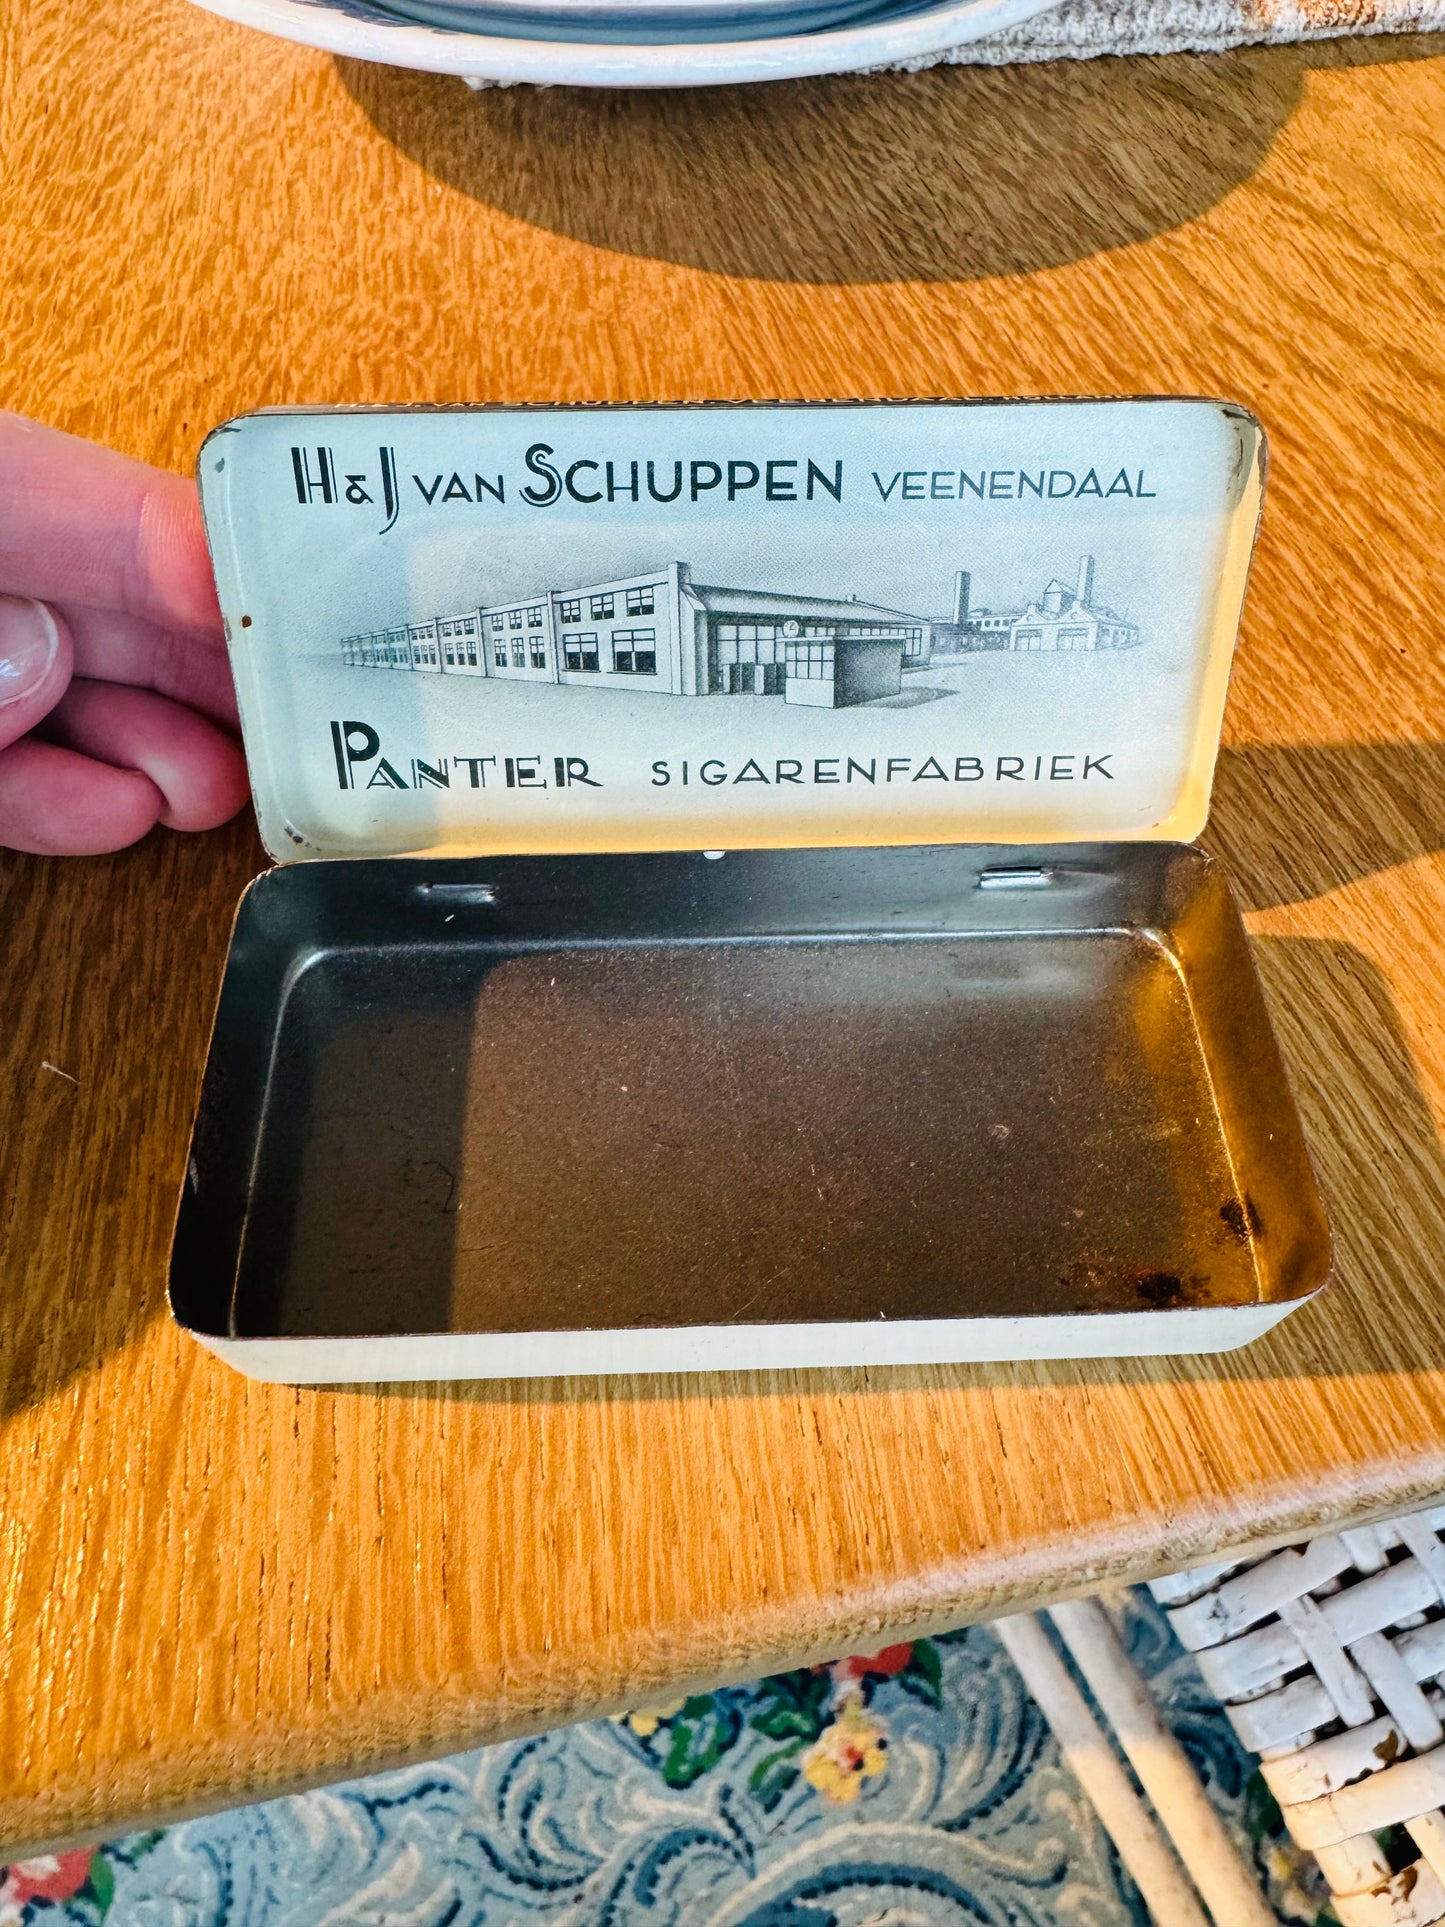 H & J VAN SCHUPPEN VEENENDAAL
PANTER SIGARENFABRIEK